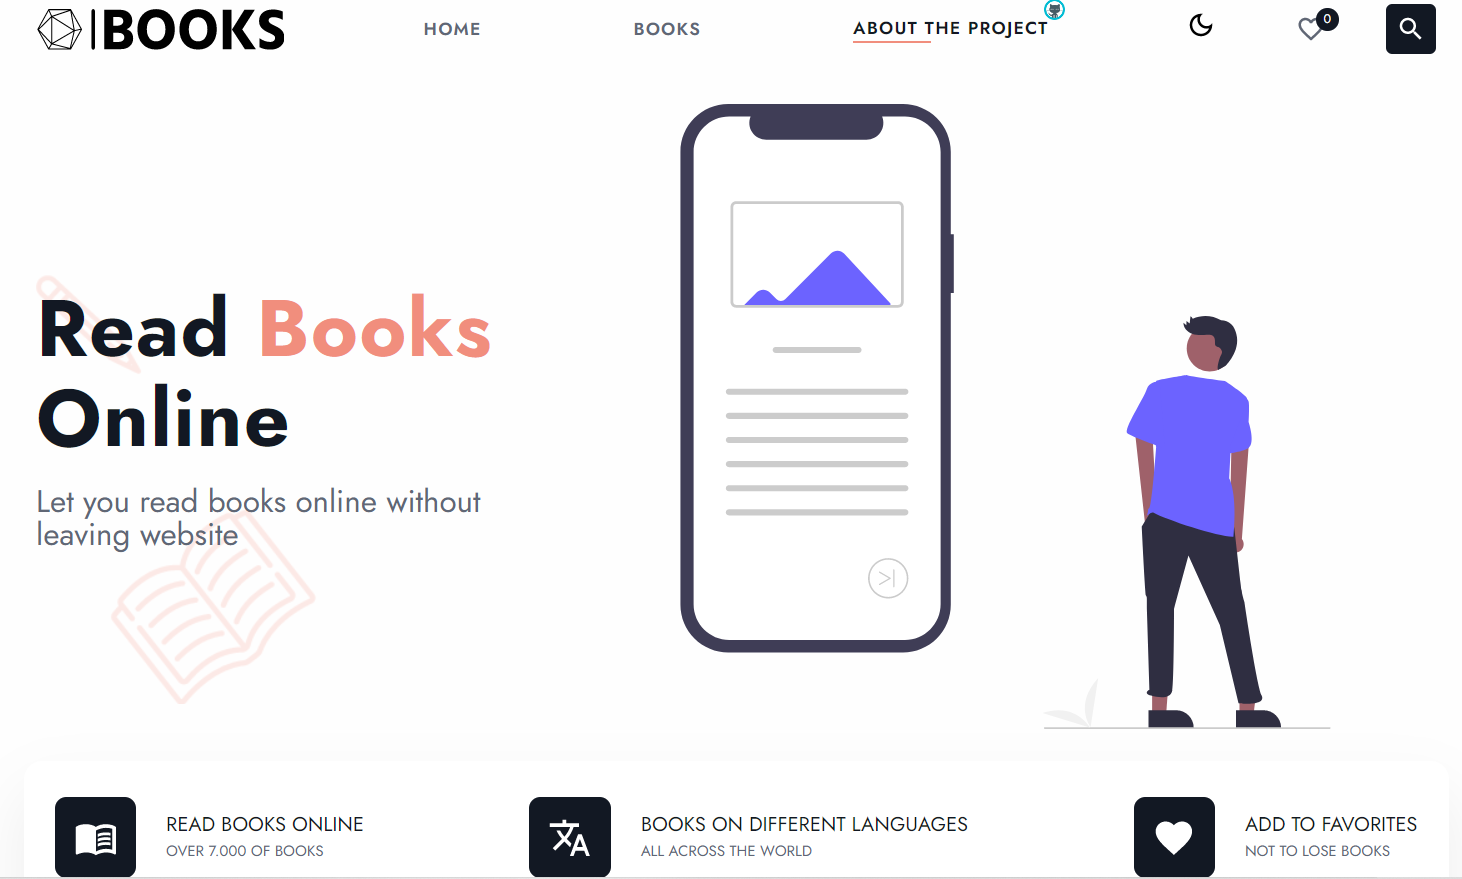 |BOOKS
HOME
BOOKS
ABOUT THE PROJECT
0
Read Books
Online
Let you read books online without
leaving website
READ BOOKS ONLINE
OVER 7.000 OF BOOKS
BOOKS ON DIFFERENT LANGUAGES
ALL ACROSS THE WORLD
ADD TO FAVORITES
NOT TO LOSE BOOKS